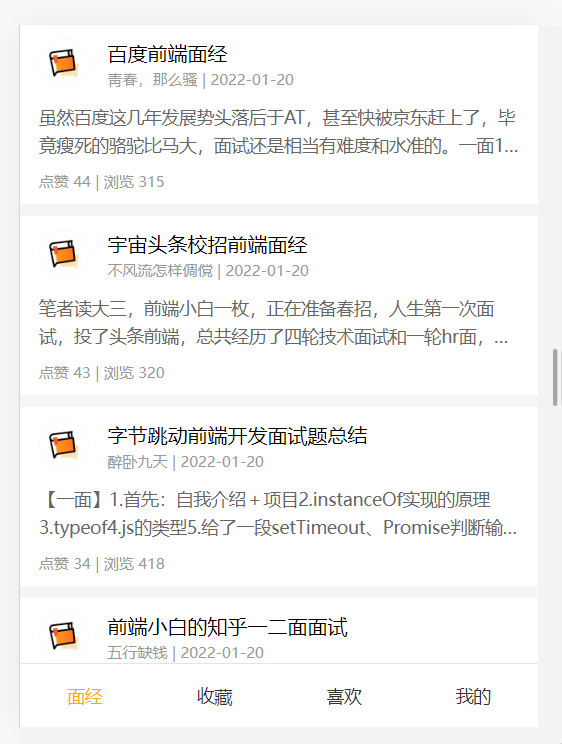 百度前端面经
青春，那么骚 | 2022-01-20
虽然百度这几年发展势头落后于AT，甚至快被京东赶上了，毕
竟瘦死的骆驼比马大，面试还是相当有难度和水准的。一面1...
点赞 44 | 浏览 315
宇宙头条校招前端面经
不风流怎样倜傥 | 2022-01-20
笔者读大三，前端小白一枚，正在准备春招，人生第一次面
试，投了头条前端，总共经历了四轮技术面试和一轮hr面，...
点赞 43 | 浏览 320
字节跳动前端开发面试题总结
醉卧九天 | 2022-01-20
【一面】1.首先：自我介绍 + 项目2.instanceOf实现的原理
3.typeof4.js的类型5.给了一段setTimeout、Promise判断输...
点赞 34 | 浏览 418
前端小白的知乎一二面面试
五行缺钱 | 2022-01-20
面经 收藏 喜欢 我的